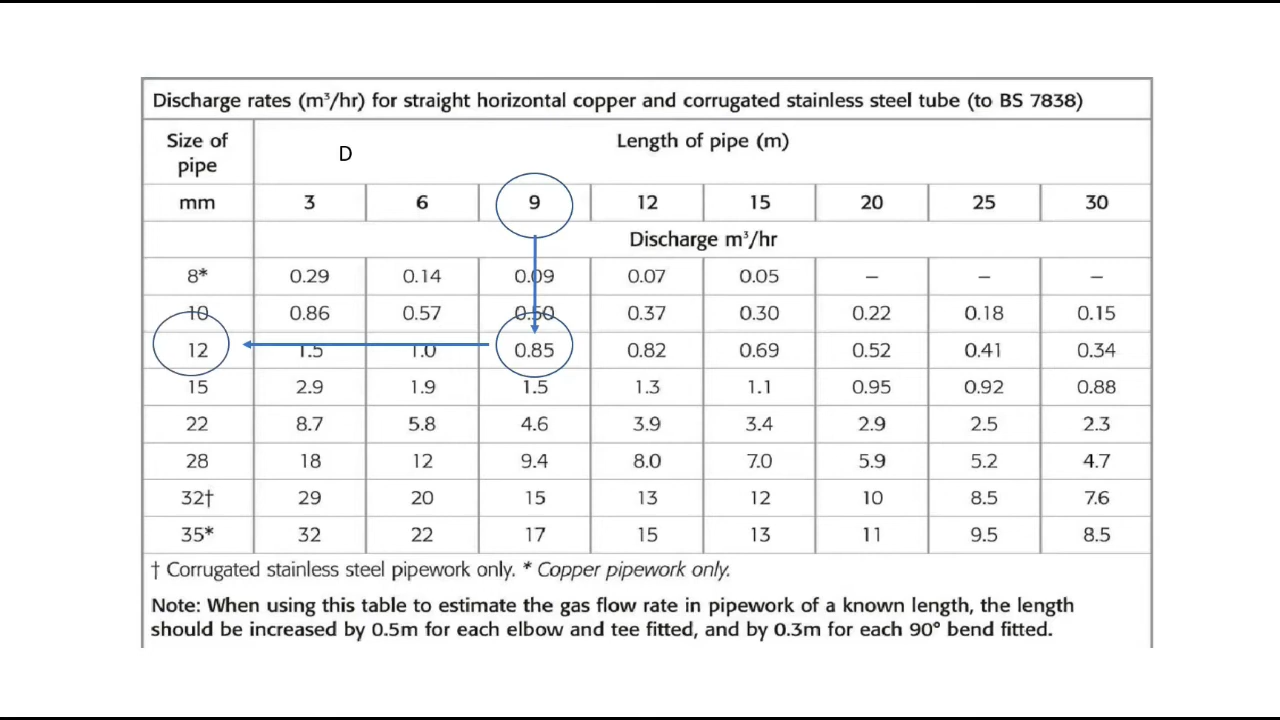 Discharge rates (m³/hr) for straight horizontal copper and corrugated stainless steel tube (to BS 7838)
Size of pipe
D
Length of pipe (m)
mm 3 6 9 12 15 20 25 30
Discharge m³/hr
8* 0.29 0.14 0.09 0.07 0.05 – – –
10 0.86 0.57 0.50 0.37 0.30 0.22 0.18 0.15
12 1.5 1.0 0.85 0.82 0.69 0.52 0.41 0.34
15 2.9 1.9 1.5 1.3 1.1 0.95 0.92 0.88
22 8.7 5.8 4.6 3.9 3.4 2.9 2.5 2.3
28 18 12 9.4 8.0 7.0 5.9 5.2 4.7
32† 29 20 15 13 12 10 8.5 7.6
35* 32 22 17 15 13 11 9.5 8.5
† Corrugated stainless steel pipework only. * Copper pipework only.
Note: When using this table to estimate the gas flow rate in pipework of a known length, the length
should be increased by 0.5m for each elbow and tee fitted, and by 0.3m for each 90° bend fitted.